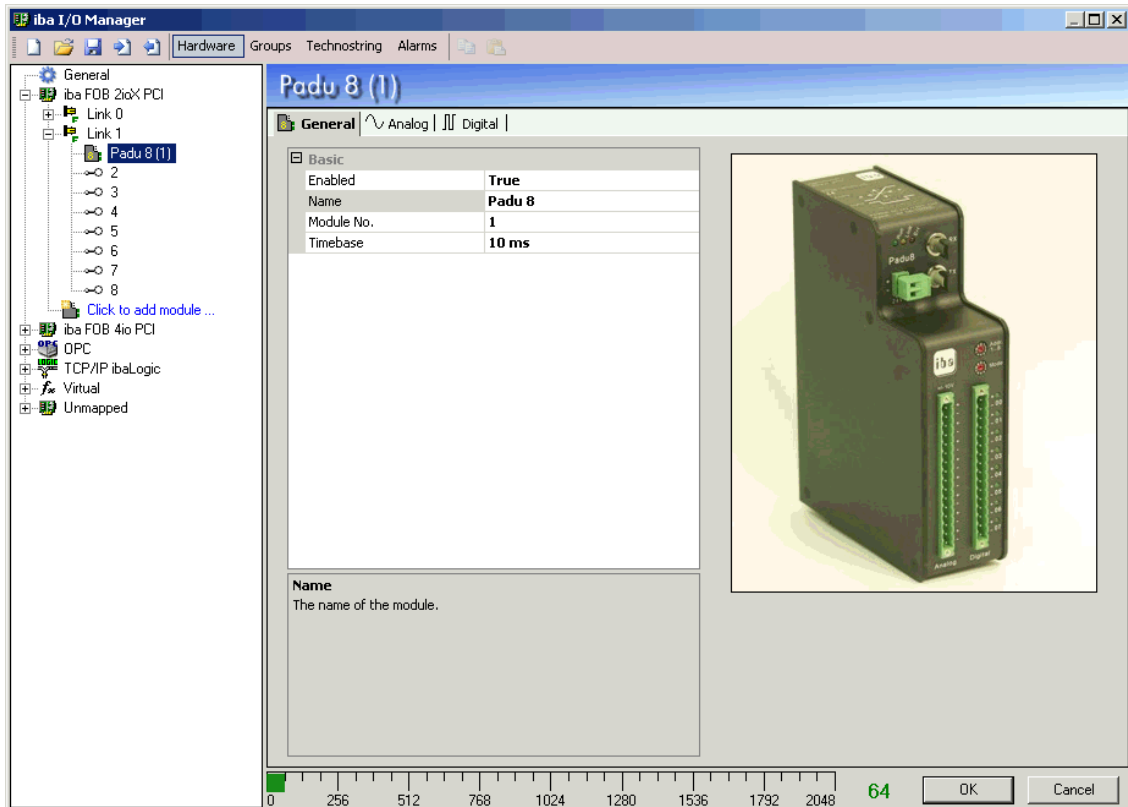 iba I/O Manager
Hardware Groups Technostring Alarms
General
iba FOB 2ioX PCI
Link 0
Link 1
Padu 8 (1)
2
3
4
5
6
7
8
Click to add module ...
iba FOB 4io PCI
OPC
TCP/IP ibaLogic
Virtual
Unmapped
Padu 8 (1)
General Analog Digital
Basic
Enabled True
Name Padu 8
Module No. 1
Timebase 10 ms
Name
The name of the module.
Padu8
iba
Analog Digital
0 256 512 768 1024 1280 1536 1792 2048
64
OK Cancel